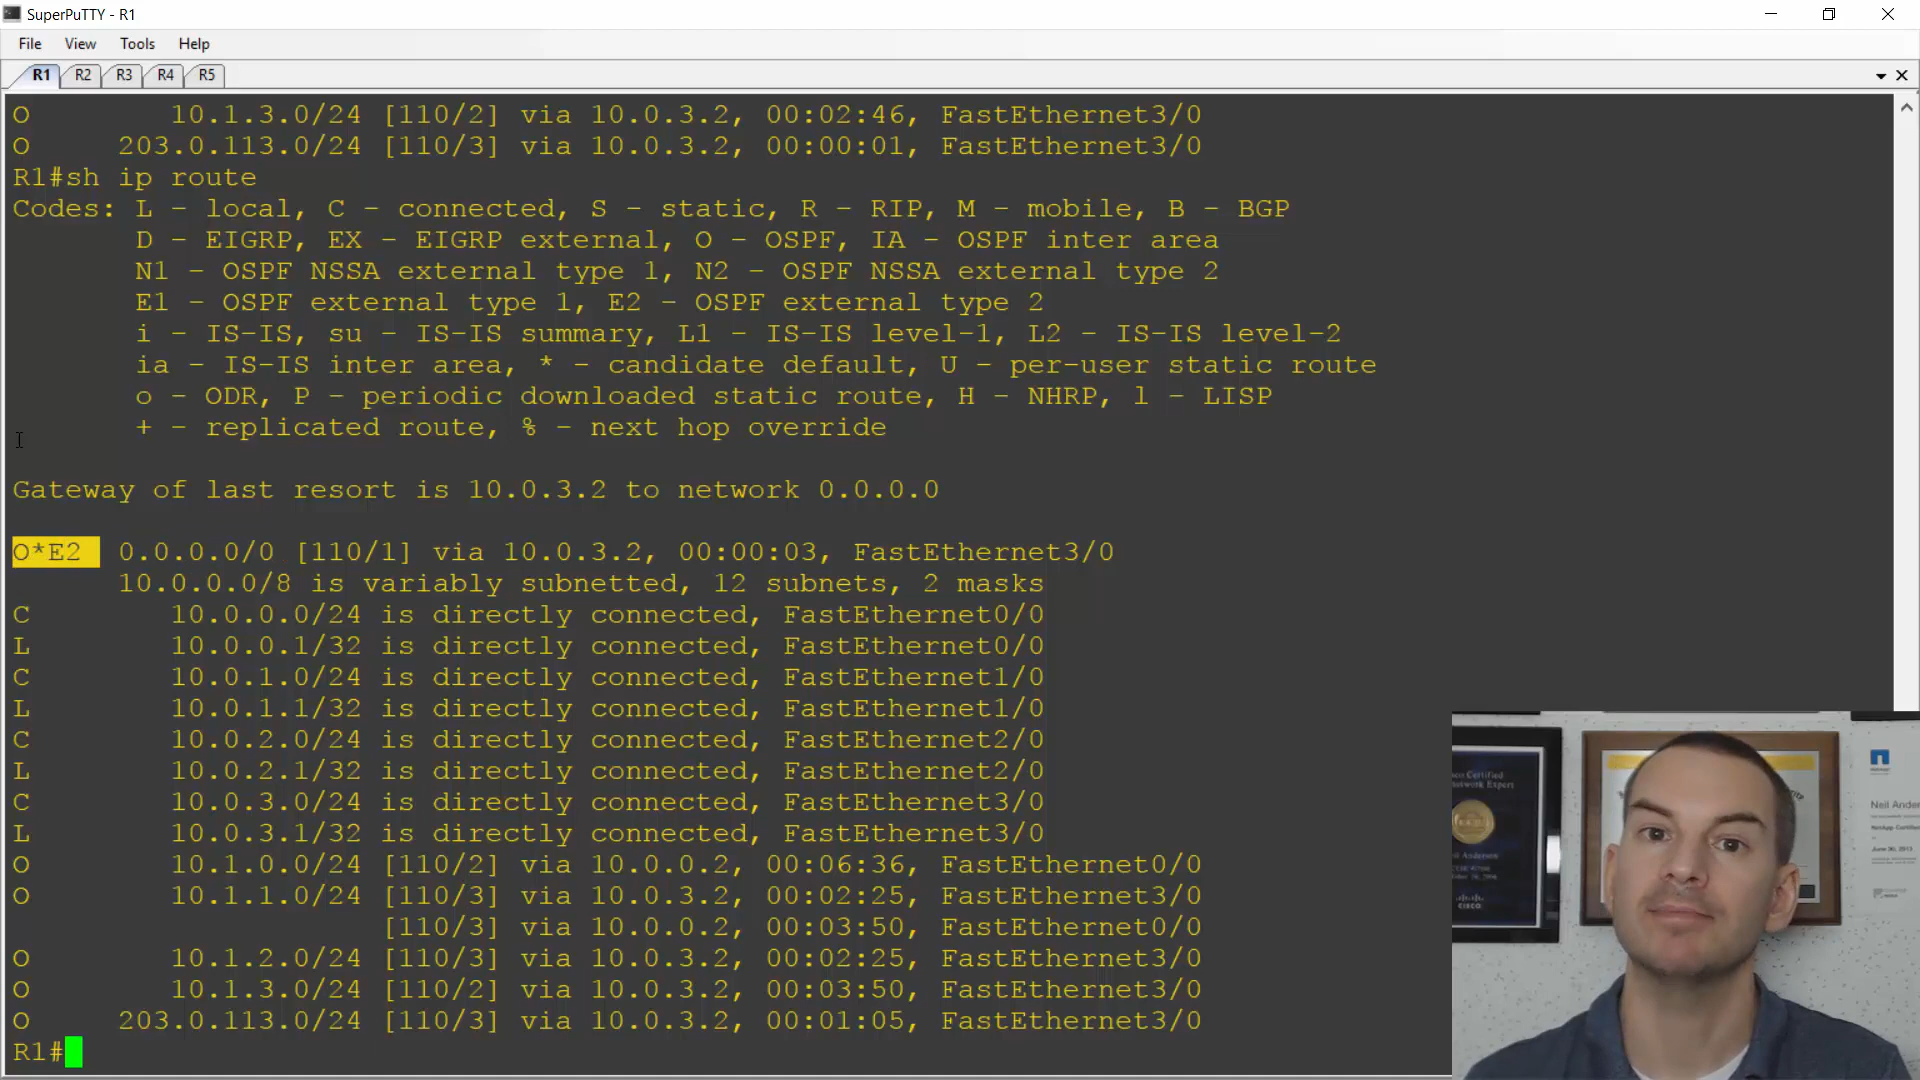 SuperPuTTY - R1
File View Tools Help
R1 R2 R3 R4 R5
O 10.1.3.0/24 [110/2] via 10.0.3.2, 00:02:46, FastEthernet3/0
O 203.0.113.0/24 [110/3] via 10.0.3.2, 00:00:01, FastEthernet3/0
R1#sh ip route
Codes: L - local, C - connected, S - static, R - RIP, M - mobile, B - BGP
D - EIGRP, EX - EIGRP external, O - OSPF, IA - OSPF inter area
N1 - OSPF NSSA external type 1, N2 - OSPF NSSA external type 2
E1 - OSPF external type 1, E2 - OSPF external type 2
i - IS-IS, su - IS-IS summary, L1 - IS-IS level-1, L2 - IS-IS level-2
ia - IS-IS inter area, * - candidate default, U - per-user static route
o - ODR, P - periodic downloaded static route, H - NHRP, l - LISP
+ - replicated route, % - next hop override
Gateway of last resort is 10.0.3.2 to network 0.0.0.0
O*E2 0.0.0.0/0 [110/1] via 10.0.3.2, 00:00:03, FastEthernet3/0
10.0.0.0/8 is variably subnetted, 12 subnets, 2 masks
C 10.0.0.0/24 is directly connected, FastEthernet0/0
L 10.0.0.1/32 is directly connected, FastEthernet0/0
C 10.0.1.0/24 is directly connected, FastEthernet1/0
L 10.0.1.1/32 is directly connected, FastEthernet1/0
C 10.0.2.0/24 is directly connected, FastEthernet2/0
L 10.0.2.1/32 is directly connected, FastEthernet2/0
C 10.0.3.0/24 is directly connected, FastEthernet3/0
L 10.0.3.1/32 is directly connected, FastEthernet3/0
O 10.1.0.0/24 [110/2] via 10.0.0.2, 00:06:36, FastEthernet0/0
O 10.1.1.0/24 [110/3] via 10.0.3.2, 00:02:25, FastEthernet3/0
[110/3] via 10.0.0.2, 00:03:50, FastEthernet0/0
O 10.1.2.0/24 [110/3] via 10.0.3.2, 00:02:25, FastEthernet3/0
O 10.1.3.0/24 [110/2] via 10.0.3.2, 00:03:50, FastEthernet3/0
O 203.0.113.0/24 [110/3] via 10.0.3.2, 00:01:05, FastEthernet3/0
R1#
Certified
Expert
CISCO
Neil Ander